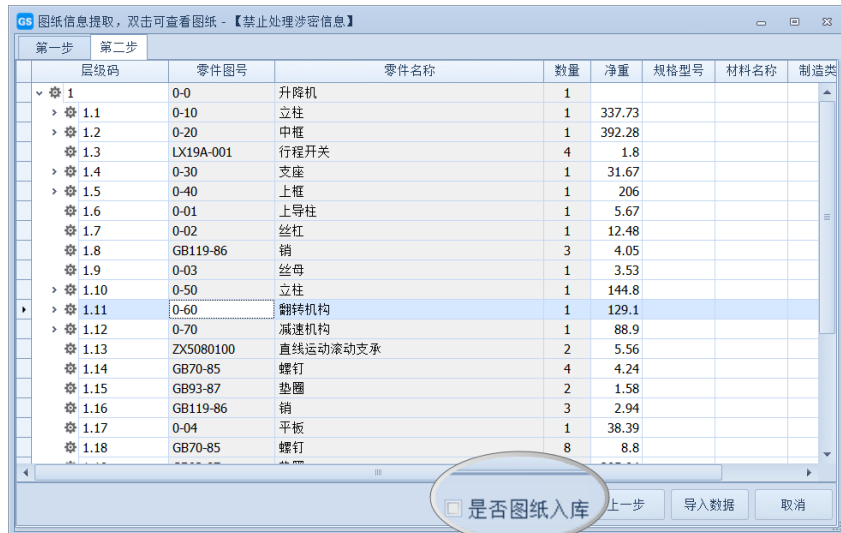 GS 图纸信息提取，双击可查看图纸 - 【禁止处理涉密信息】
第一步 第二步
层级码 零件图号 零件名称 数量 净重 规格型号 材料名称 制造类
1 0-0 升降机 1
1.1 0-10 立柱 1 337.73
1.2 0-20 中框 1 392.28
1.3 LX19A-001 行程开关 4 1.8
1.4 0-30 支座 1 31.67
1.5 0-40 上框 1 206
1.6 0-01 上导柱 1 5.67
1.7 0-02 丝杠 1 12.48
1.8 GB119-86 销 3 4.05
1.9 0-03 丝母 1 3.53
1.10 0-50 立柱 1 144.8
1.11 0-60 翻转机构 1 129.1
1.12 0-70 减速机构 1 88.9
1.13 ZX5080100 直线运动滚动支承 2 5.56
1.14 GB70-85 螺钉 4 4.24
1.15 GB93-87 垫圈 2 1.58
1.16 GB119-86 销 3 2.94
1.17 0-04 平板 1 38.39
1.18 GB70-85 螺钉 8 8.8
是否图纸入库 上一步 导入数据 取消